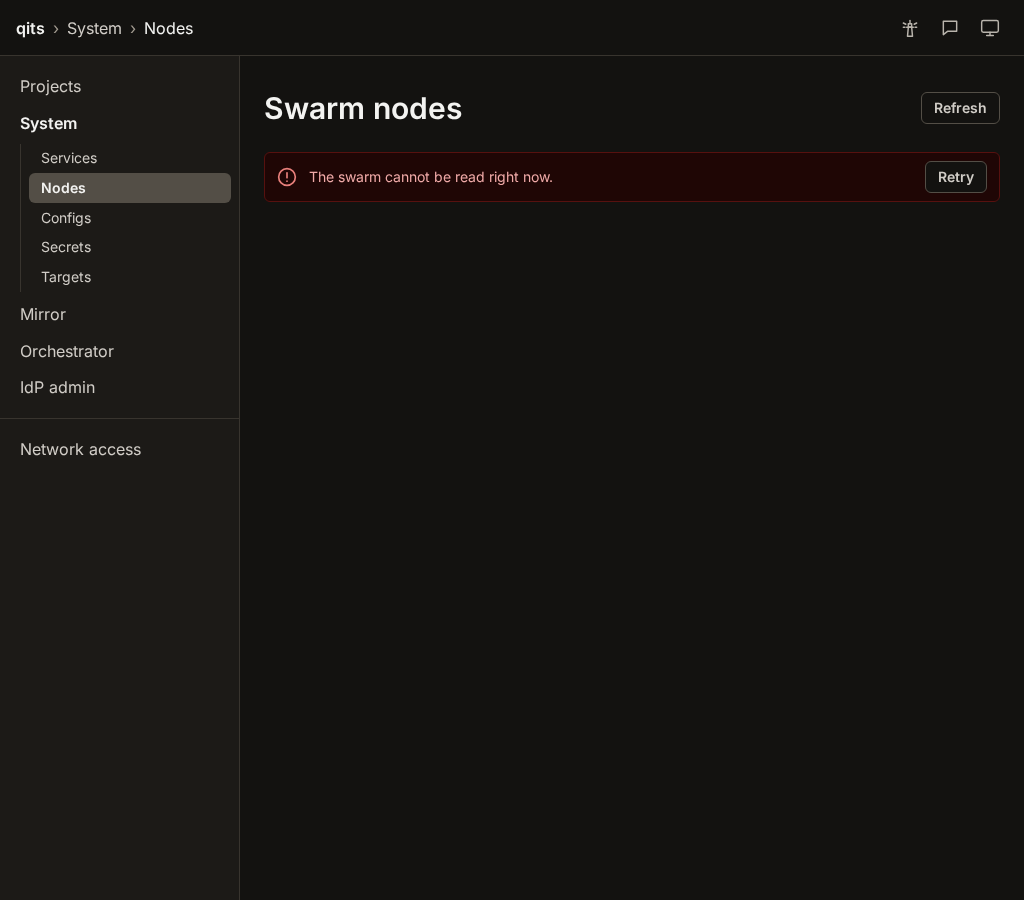 qits › System › Nodes
Projects
System
Services
Nodes
Configs
Secrets
Targets
Mirror
Orchestrator
IdP admin
Network access
Swarm nodes
Refresh
The swarm cannot be read right now.
Retry